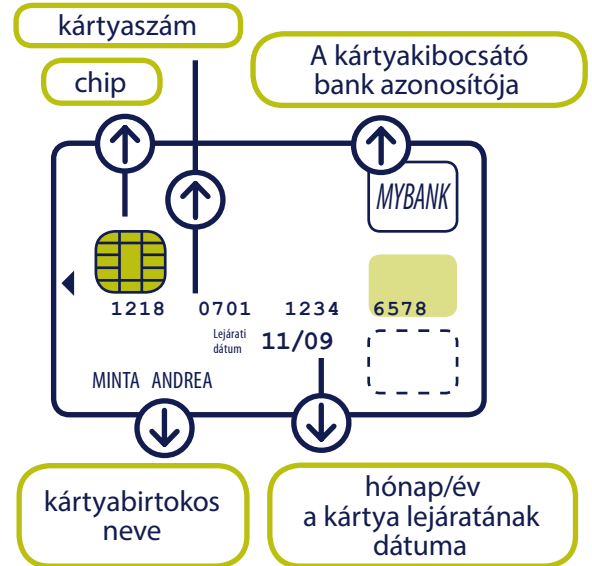 kártyaszám
chip
A kártyakibocsátó
bank azonosítója
MYBANK
1218 0701 1234 6578
Lejárati
dátum
11/09
MINTA ANDREA
kártyabirtokos
neve
hónap/év
a kártya lejáratának
dátuma